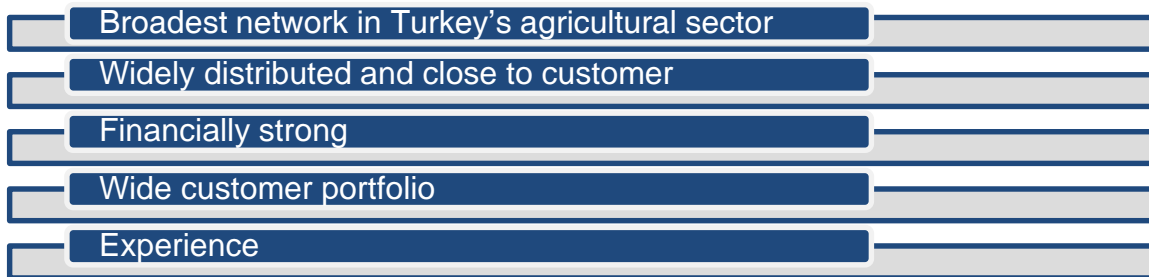 Broadest network in Turkey’s agricultural sector
Widely distributed and close to customer
Financially strong
Wide customer portfolio
Experience